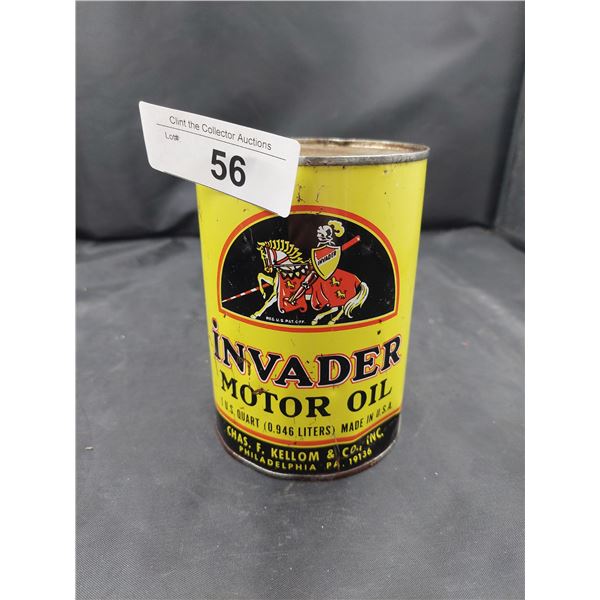 Clint the Collector Auctions
Lot#
56
INVADER
REG. U.S. PAT. OFF.
iNVADER
MOTOR OIL
1 U.S. QUART (0.946 LITERS) MADE IN U.S.A.
CHAS. F. KELLOM & CO., INC.
PHILADELPHIA PA. 19136